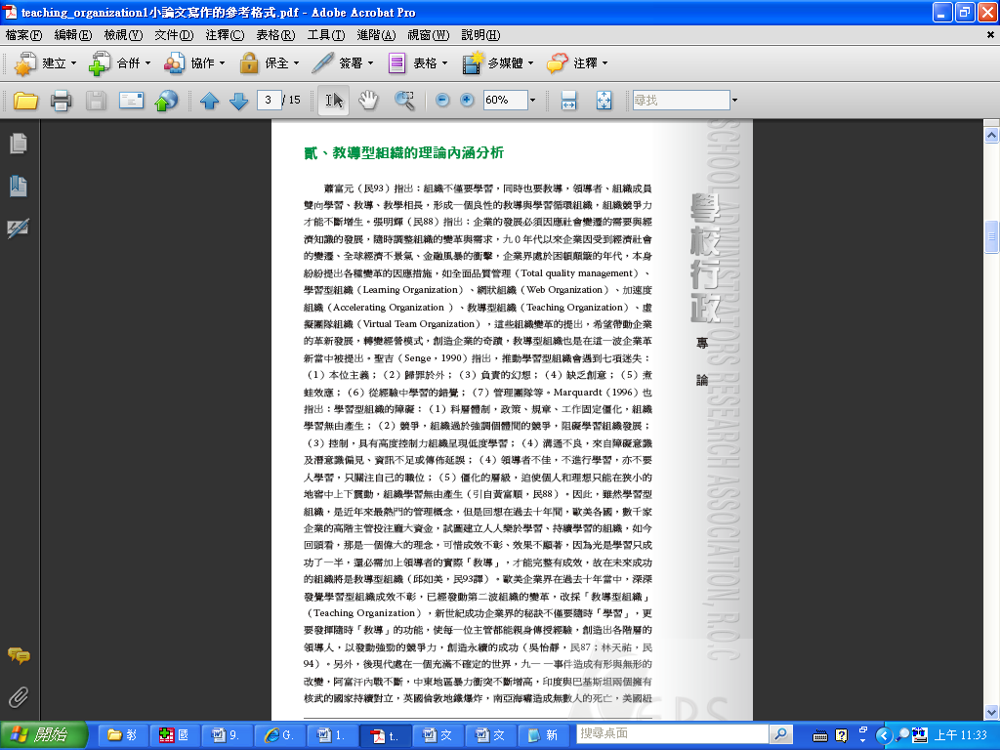 teaching_organization1小論文寫作的參考格式.pdf - Adobe Acrobat Pro
檔案(F) 編輯(E) 檢視(V) 文件(D) 注釋(C) 表格(R) 工具(T) 進階(A) 視窗(W) 說明(H)
建立 合併 協作 保全 簽署 表格 多媒體 注釋
3 / 15 60% 尋找
貳、教導型組織的理論內涵分析
蕭富元（民93）指出：組織不僅要學習，同時也要教導，領導者、組織成員
雙向學習、教導、教學相長，形成一個良性的教導與學習循環組織，組織競爭力
才能不斷增生。張明輝（民88）指出：企業的發展必須因應社會變遷的需要與經
濟知識的發展，隨時調整組織的變革與需求，九０年代以來企業因受到經濟社會
的變遷、全球經濟不景氣、金融風暴的衝擊，企業界處於困頓顛簸的年代，本身
紛紛提出各種變革的因應措施，如全面品質管理（Total quality management）、
學習型組織（Learning Organization）、網狀組織（Web Organization）、加速度
組織（Accelerating Organization ）、教導型組織（Teaching Organization）、虛
擬團隊組織（Virtual Team Organization），這些組織變革的提出，希望帶動企業
的革新發展，轉變經營模式，創造企業的奇蹟，教導型組織也是在這一波企業革
新當中被提出。聖吉（Senge，1990）指出，推動學習型組織會遇到七項迷失：
（1）本位主義；（2）歸罪於外；（3）負責的幻想；（4）缺乏創意；（5）煮
蛙效應；（6）從經驗中學習的錯覺；（7）管理團隊等。Marquardt（1996）也
指出：學習型組織的障礙：（1）科層體制，政策、規章、工作固定僵化，組織
學習無由產生；（2）競爭，組織過於強調個體間的競爭，阻礙學習組織發展；
（3）控制，具有高度控制力組織呈現低度學習；（4）溝通不良，來自障礙意識
及潛意識偏見、資訊不足或傳佈延誤；（4）領導者不佳，不進行學習，亦不要
人學習，只關注自己的職位；（5）僵化的層級，迫使個人和理想只能在狹小的
地窖中上下震動，組織學習無由產生（引自黃富順，民88）。因此，雖然學習型
組織，是近年來最熱門的管理概念，但是回想在過去十年間，歐美各國，數千家
企業的高階主管投注龐大資金，試圖建立人人樂於學習、持續學習的組織，如今
回頭看，那是一個偉大的理念，可惜成效不彰、效果不顯著，因為光是學習只成
功了一半，還必需加上領導者的實際「教導」，才能完整有成效，故在未來成功
的組織將是教導型組織（邱如美，民93譯）。歐美企業界在過去十年當中，深深
發覺學習型組織成效不彰，已經發動第二波組織的變革，改採「教導型組織」
（Teaching Organization），新世紀成功企業界的秘訣不僅要隨時「學習」，更
要發揮隨時「教導」的功能，使每一位主管都能親身傳授經驗，創造出各階層的
領導人，以發動強勁的競爭力，創造永續的成功（吳怡靜，民87；林天祐，民
94）。另外，後現代處在一個充滿不確定的世界，九一一事件造成有形與無形的
改變，阿富汗內戰不斷，中東地區暴力衝突不斷增高，印度與巴基斯坦兩個擁有
核武的國家持續對立，英國倫敦地鐵爆炸，南亞海嘯造成無數人的死亡，美國紐
學校行政
專論
SCHOOL ADMINISTRATORS RESEARCH ASSOCIATION, R.O.C
開始 教 區 9. G. 1. t.. 文 文 新 搜尋桌面 上午 11:33